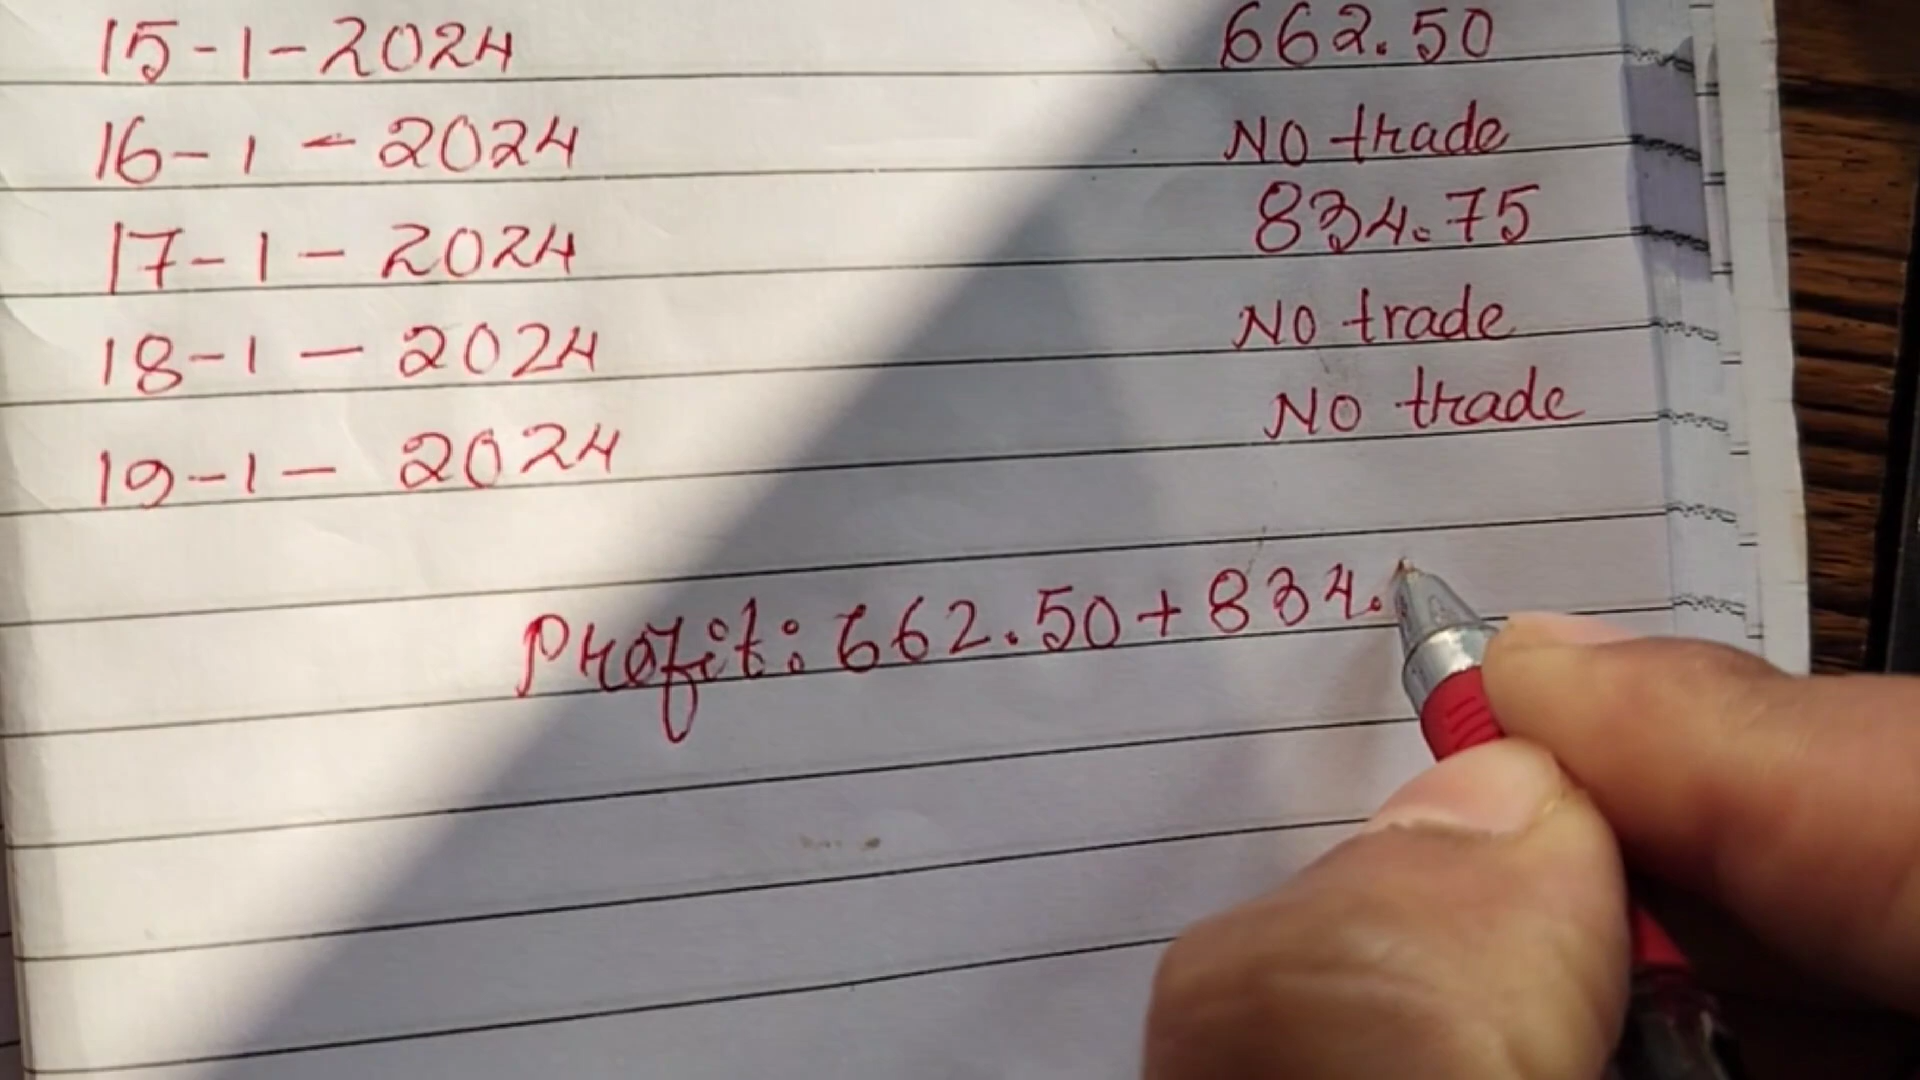 15-1-2024 662.50
16-1-2024 NO trade
17-1-2024 834.75
18-1-2024 NO trade
19-1-2024 NO trade
Profit: 662.50+834.